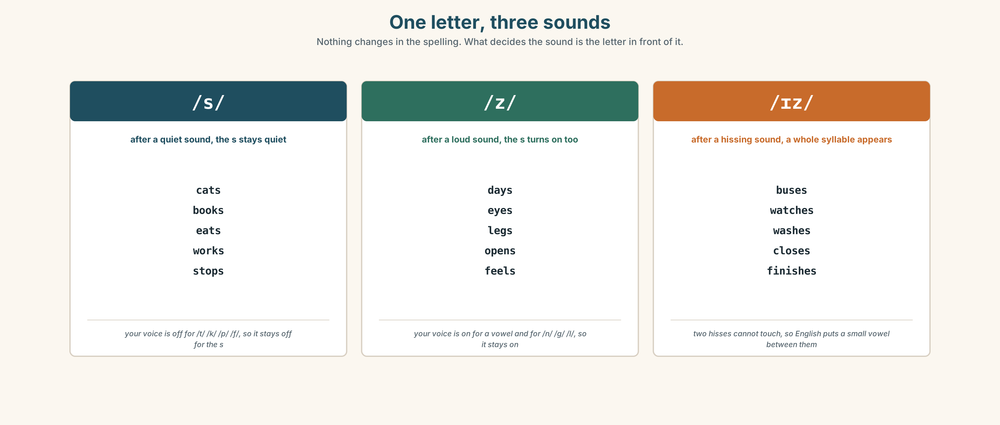 One letter, three sounds
Nothing changes in the spelling. What decides the sound is the letter in front of it.
/s/
after a quiet sound, the s stays quiet
cats
books
eats
works
stops
your voice is off for /t/ /k/ /p/ /f/, so it stays off
for the s
/z/
after a loud sound, the s turns on too
days
eyes
legs
opens
feels
your voice is on for a vowel and for /n/ /g/ /l/, so
it stays on
/ɪz/
after a hissing sound, a whole syllable appears
buses
watches
washes
closes
finishes
two hisses cannot touch, so English puts a small vowel
between them